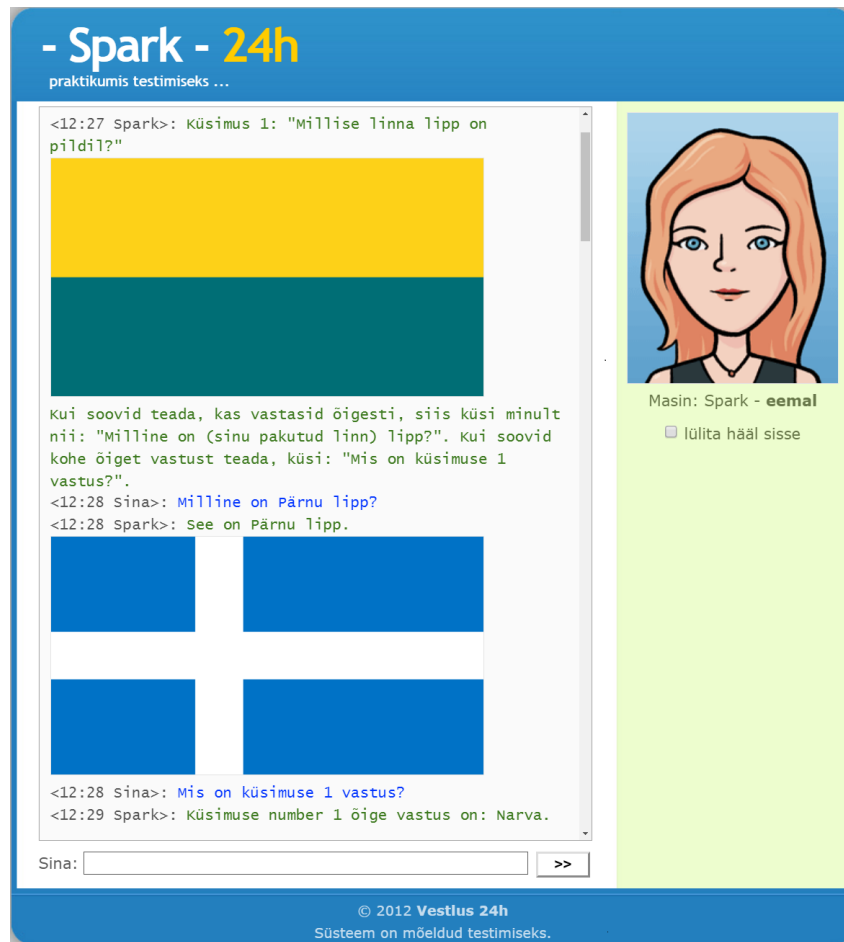 - Spark - 24h
praktikumis testimiseks ...
<12:27 Spark>: Küsimus 1: "Millise linna lipp on
pildil?"
Kui soovid teada, kas vastasid õigesti, siis küsi minult
nii: "Milline on (sinu pakutud linn) lipp?". Kui soovid
kohe õiget vastust teada, küsi: "Mis on küsimuse 1
vastus?".
<12:28 Sina>: Milline on Pärnu lipp?
<12:28 Spark>: See on Pärnu lipp.
<12:28 Sina>: Mis on küsimuse 1 vastus?
<12:29 Spark>: Küsimuse number 1 õige vastus on: Narva.
Sina:
>>
Masin: Spark - eemal
lülita hääl sisse
© 2012 Vestlus 24h
Süsteem on mõeldud testimiseks.